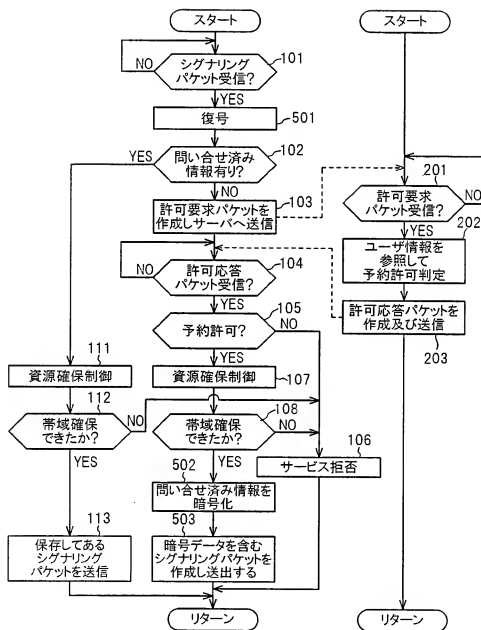 スタート
シグナリング
パケット受信?
101
NO
YES
復号
501
問い合せ済み
情報有り?
102
YES
NO
許可要求パケットを
作成しサーバへ送信
103
許可応答
パケット受信?
104
NO
YES
予約許可?
105
NO
YES
資源確保制御
111
資源確保制御
107
帯域確保
できたか?
112
NO
YES
帯域確保
できたか?
108
NO
YES
サービス拒否
106
問い合せ済み情報を
暗号化
502
保存してある
シグナリング
パケットを送信
113
暗号データを含む
シグナリングパケットを
作成し送出する
503
リターン
スタート
許可要求
パケット受信?
201
NO
YES
ユーザ情報を
参照して
予約許可判定
202
許可応答パケットを
作成及び送信
203
リターン